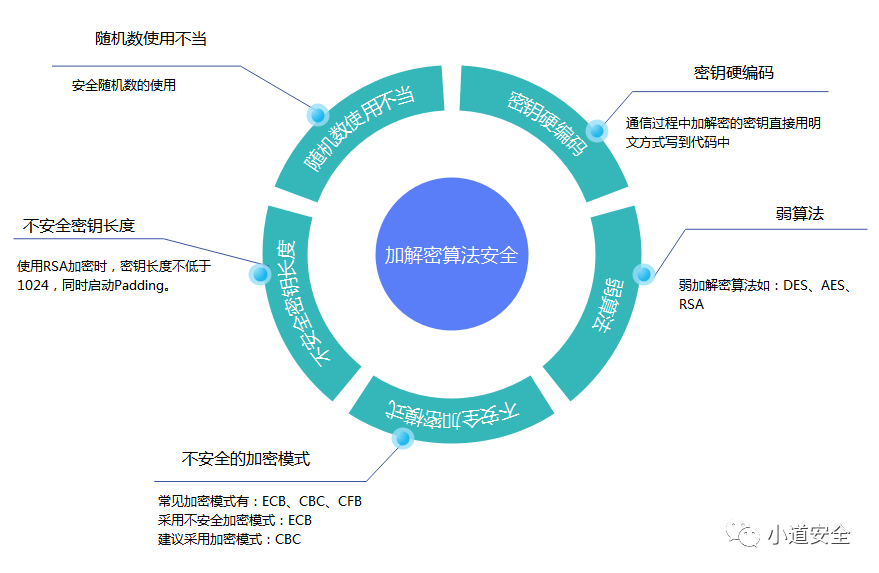 随机数使用不当
安全随机数的使用
密钥硬编码
通信过程中加解密的密钥直接用明
文方式写到代码中
随机数使用不当
密钥硬编码
不安全密钥长度
使用RSA加密时，密钥长度不低于
1024，同时启动Padding。
不安全密钥长度
加解密算法安全
弱算法
弱算法
弱加解密算法如：DES、AES、
RSA
不安全加密模式
不安全的加密模式
常见加密模式有：ECB、CBC、CFB
采用不安全加密模式：ECB
建议采用加密模式：CBC
小道安全